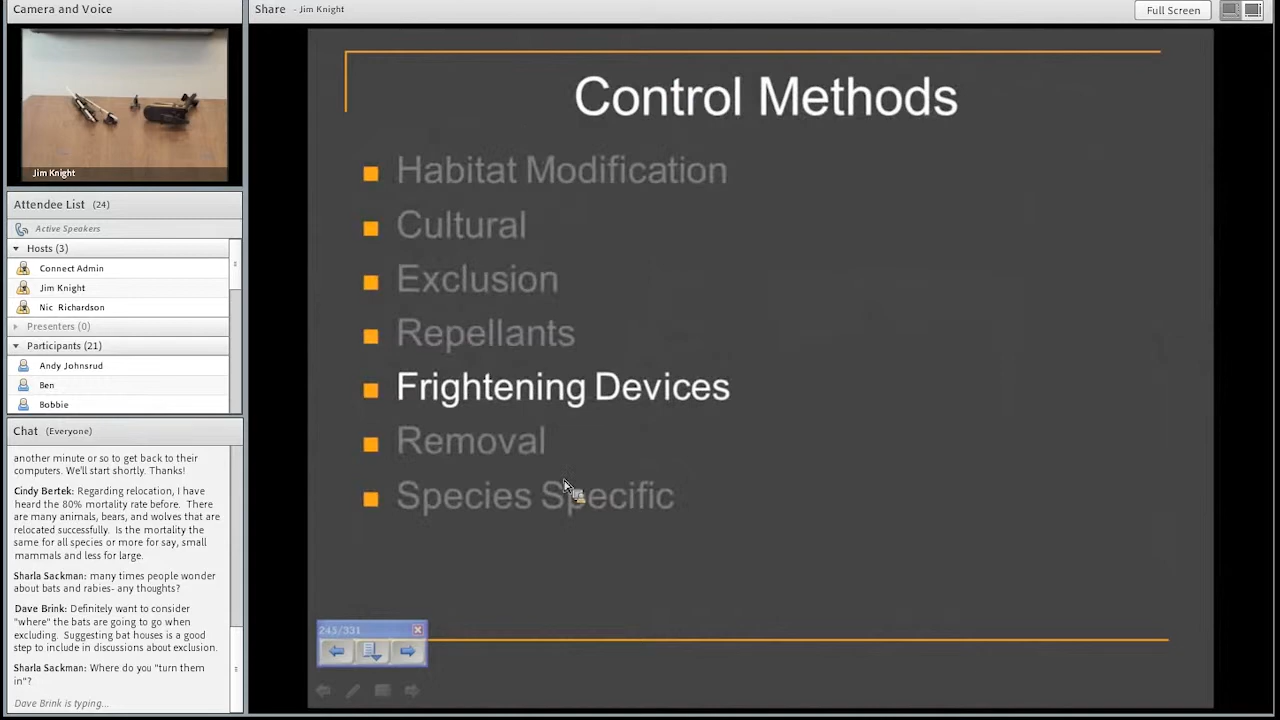 Camera and Voice
Share - Jim Knight
Full Screen
Jim Knight
Attendee List (24)
Active Speakers
Hosts (3)
Connect Admin
Jim Knight
Nic Richardson
Presenters (0)
Participants (21)
Andy Johnsrud
Ben
Bobbie
Chat (Everyone)
another minute or so to get back to their
computers. We'll start shortly. Thanks!
Cindy Bertek: Regarding relocation, I have
heard the 80% mortality rate before. There
are many animals, bears, and wolves that are
relocated successfully. Is the mortality the
same for all species or more for say, small
mammals and less for large.
Sharla Sackman: many times people wonder
about bats and rabies- any thoughts?
Dave Brink: Definitely want to consider
"where" the bats are going to go when
excluding. Suggesting bat houses is a good
step to include in discussions about exclusion.
Sharla Sackman: Where do you "turn them
in"?
Dave Brink is typing...
Control Methods
Habitat Modification
Cultural
Exclusion
Repellants
Frightening Devices
Removal
Species Specific
245/331